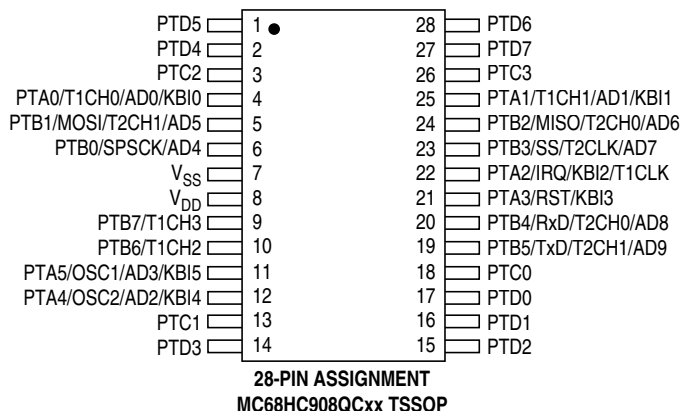 PTD5 1 28 PTD6
PTD4 2 27 PTD7
PTC2 3 26 PTC3
PTA0/T1CH0/AD0/KBI0 4 25 PTA1/T1CH1/AD1/KBI1
PTB1/MOSI/T2CH1/AD5 5 24 PTB2/MISO/T2CH0/AD6
PTB0/SPSCK/AD4 6 23 PTB3/SS/T2CLK/AD7
VSS 7 22 PTA2/IRQ/KBI2/T1CLK
VDD 8 21 PTA3/RST/KBI3
PTB7/T1CH3 9 20 PTB4/RxD/T2CH0/AD8
PTB6/T1CH2 10 19 PTB5/TxD/T2CH1/AD9
PTA5/OSC1/AD3/KBI5 11 18 PTC0
PTA4/OSC2/AD2/KBI4 12 17 PTD0
PTC1 13 16 PTD1
PTD3 14 15 PTD2
28-PIN ASSIGNMENT
MC68HC908QCxx TSSOP